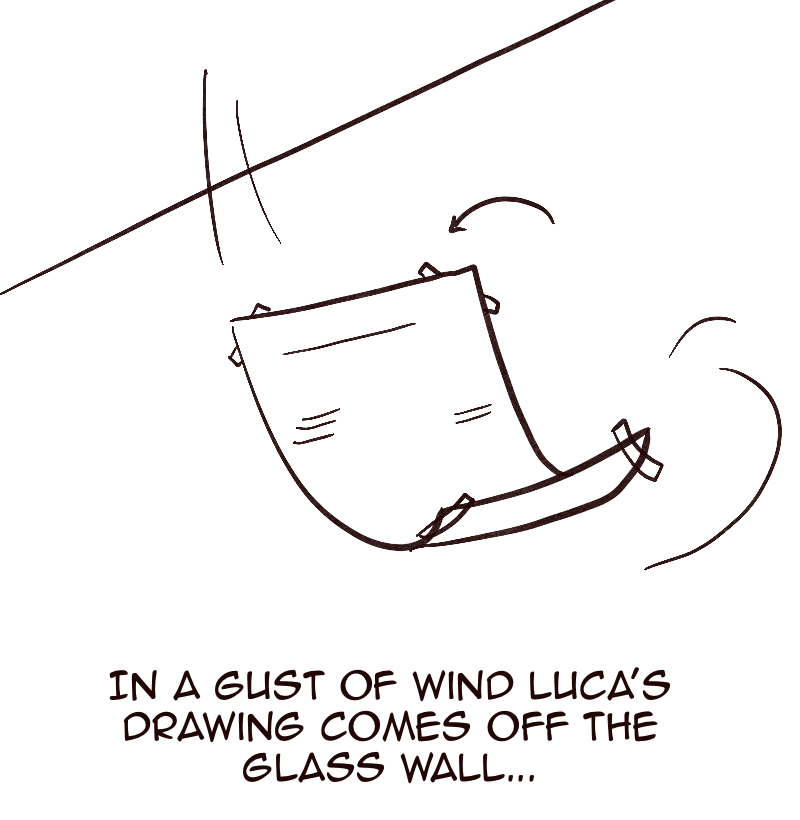 IN A GUST OF WIND LUCA'S
DRAWING COMES OFF THE
GLASS WALL...